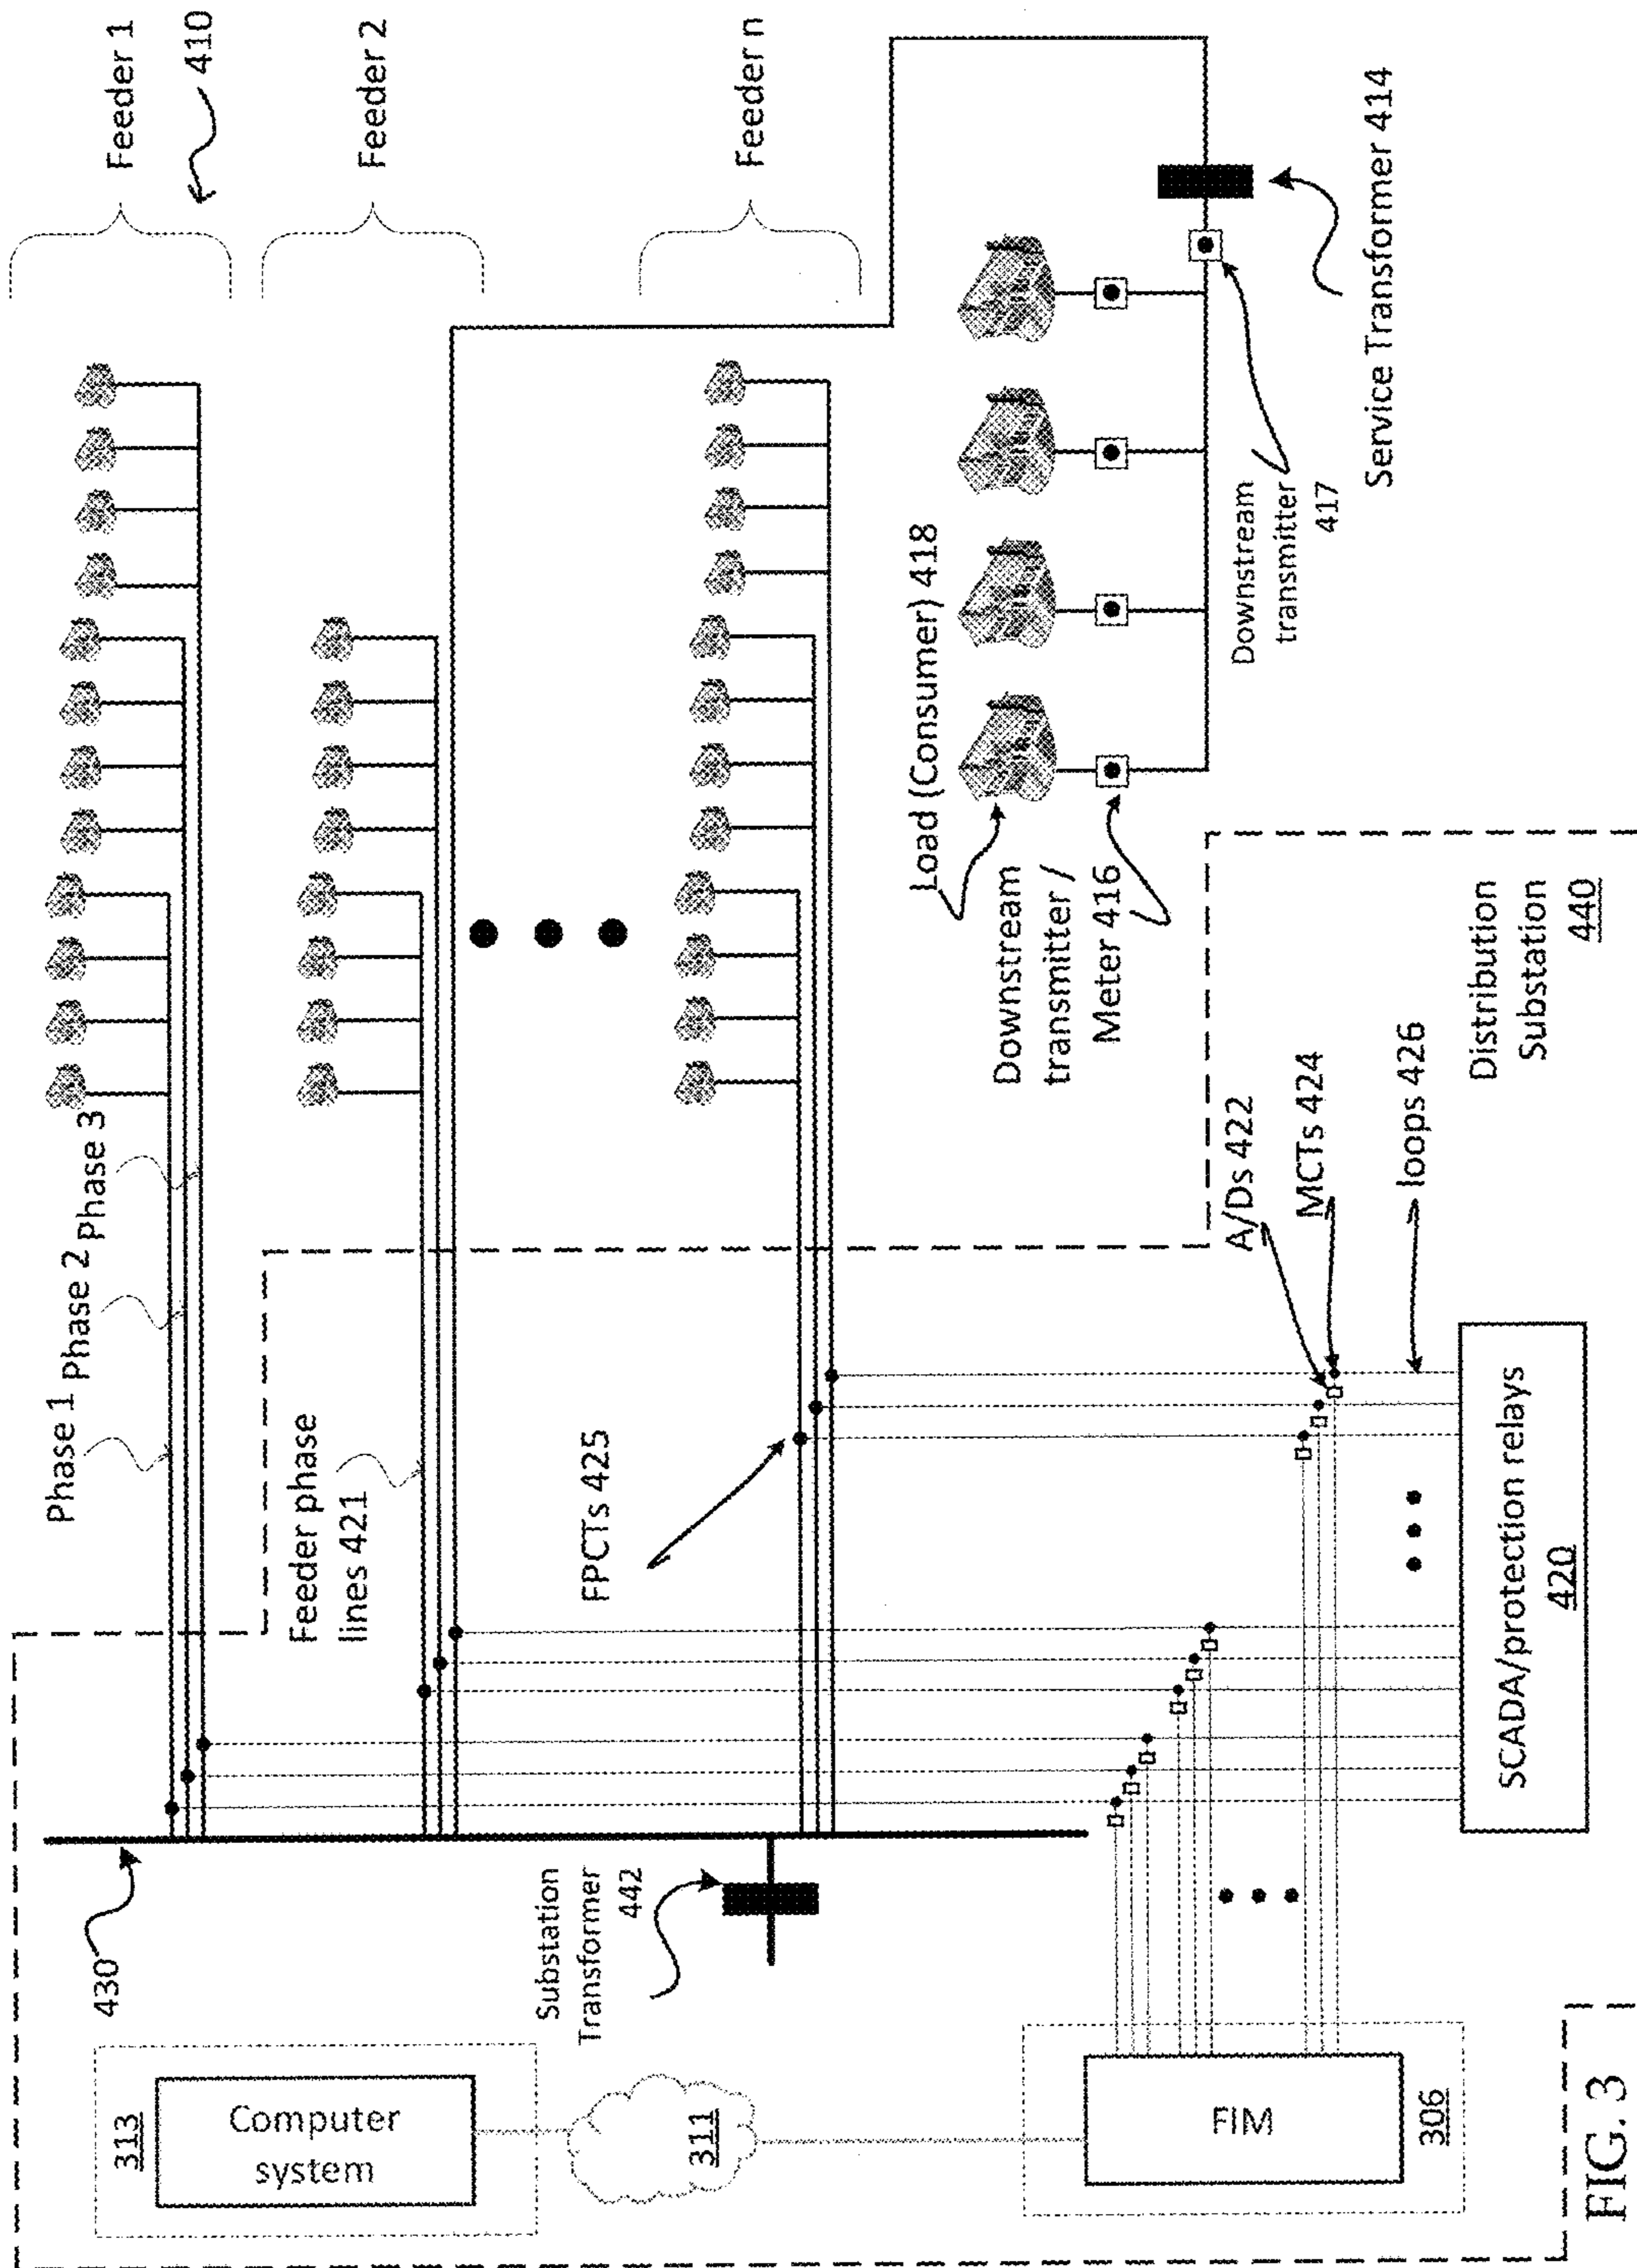 Feeder 1
410
Feeder 2
Feeder n
Phase 1
Phase 2
Phase 3
Feeder phase
lines 421
FPCTs 425
430
Substation
Transformer
442
313
Computer
system
311
FIM
306
Load (Consumer) 418
Downstream
transmitter /
Meter 416
Downstream
transmitter
417
Service Transformer 414
A/Ds 422
MCTs 424
loops 426
Distribution
Substation
440
SCADA/protection relays
420
FIG. 3